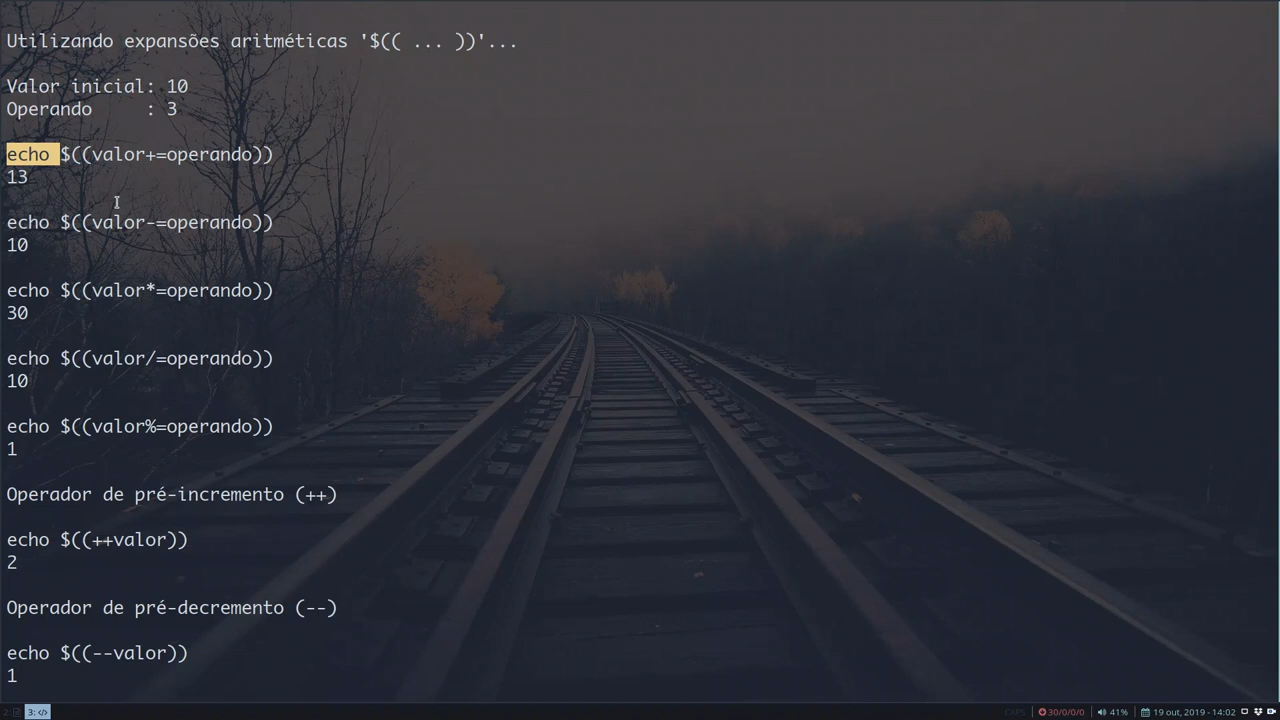 Utilizando expansões aritméticas '$(( ... ))'...
Valor inicial: 10
Operando     : 3
echo $((valor+=operando))
13
echo $((valor-=operando))
10
echo $((valor*=operando))
30
echo $((valor/=operando))
10
echo $((valor%=operando))
1
Operador de pré-incremento (++)
echo $((++valor))
2
Operador de pré-decremento (--)
echo $((--valor))
1
2: 3: </> CAPS 30/0/0/0 41% 19 out, 2019 - 14:02